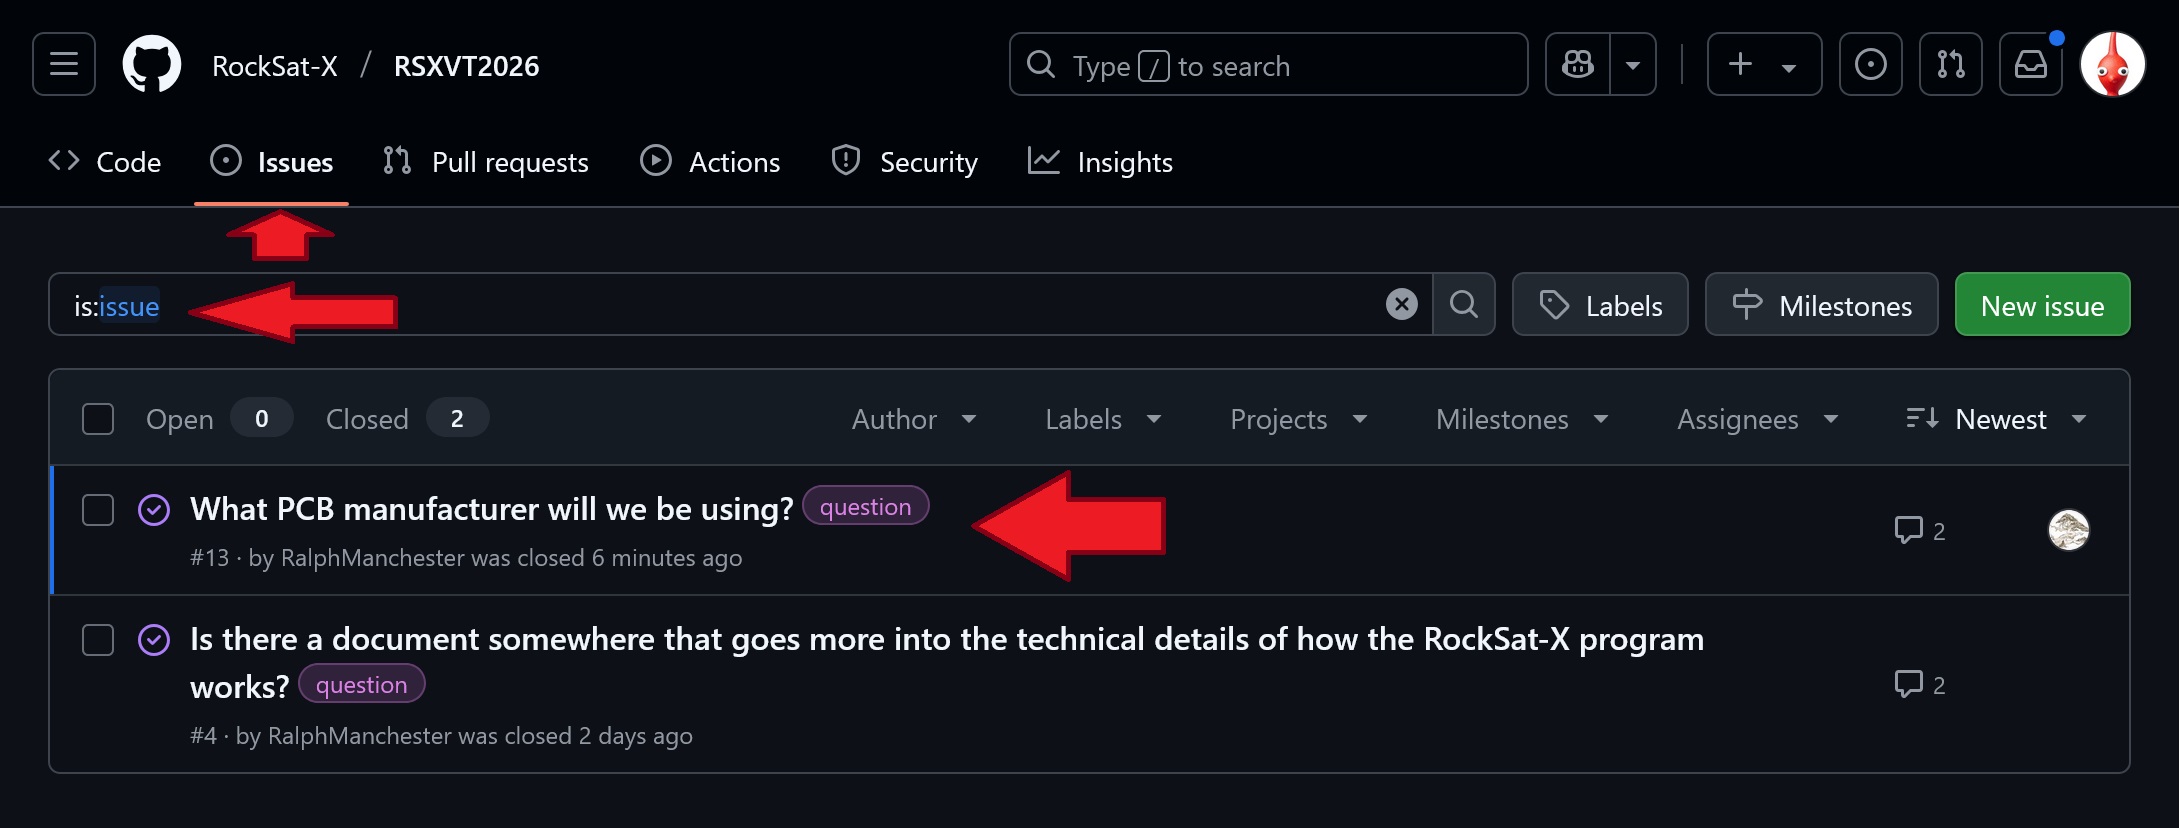 RockSat-X / RSXVT2026
Type / to search
Code Issues Pull requests Actions Security Insights
is:issue
Labels Milestones New issue
Open 0 Closed 2 Author Labels Projects Milestones Assignees Newest
What PCB manufacturer will we be using? question
#13 · by RalphManchester was closed 6 minutes ago
2
Is there a document somewhere that goes more into the technical details of how the RockSat-X program
works? question
2
#4 · by RalphManchester was closed 2 days ago